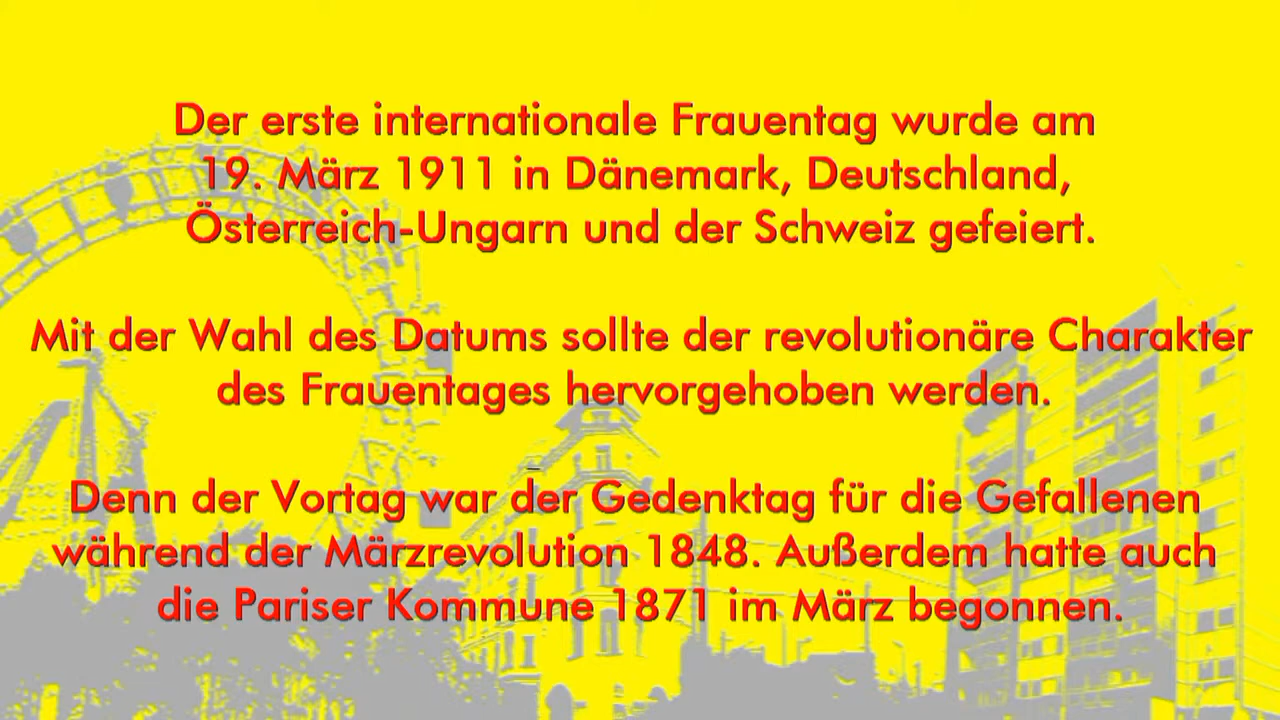 Der erste internationale Frauentag wurde am
19. März 1911 in Dänemark, Deutschland,
Österreich-Ungarn und der Schweiz gefeiert.
Mit der Wahl des Datums sollte der revolutionäre Charakter
des Frauentages hervorgehoben werden.
Denn der Vortag war der Gedenktag für die Gefallenen
während der Märzrevolution 1848. Außerdem hatte auch
die Pariser Kommune 1871 im März begonnen.